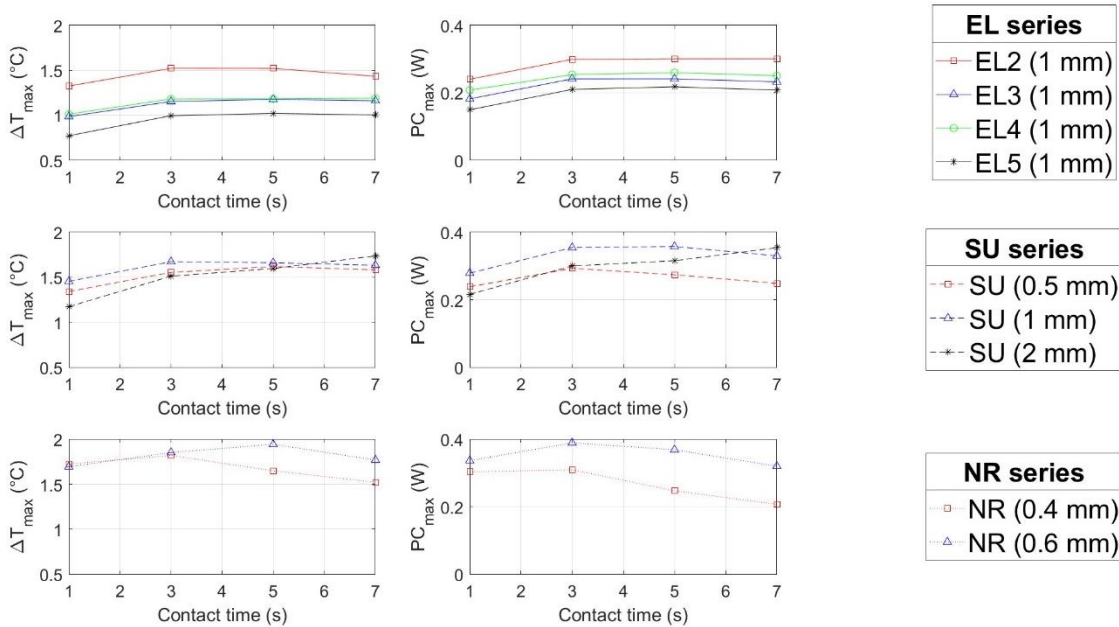 2
1.5
1
0.5
ΔT_max (°C)
1 2 3 4 5 6 7
Contact time (s)
0.4
0.2
0
PC_max (W)
1 2 3 4 5 6 7
Contact time (s)
EL series
EL2 (1 mm)
EL3 (1 mm)
EL4 (1 mm)
EL5 (1 mm)
2
1.5
1
0.5
ΔT_max (°C)
1 2 3 4 5 6 7
Contact time (s)
0.4
0.2
0
PC_max (W)
1 2 3 4 5 6 7
Contact time (s)
SU series
SU (0.5 mm)
SU (1 mm)
SU (2 mm)
2
1.5
1
0.5
ΔT_max (°C)
1 2 3 4 5 6 7
Contact time (s)
0.4
0.2
0
PC_max (W)
1 2 3 4 5 6 7
Contact time (s)
NR series
NR (0.4 mm)
NR (0.6 mm)